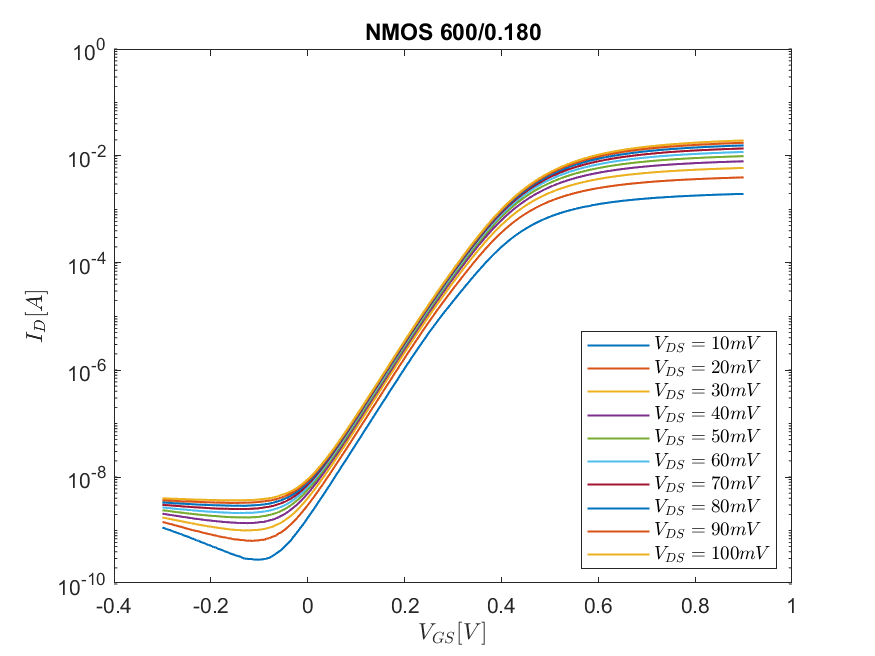 NMOS 600/0.180
10^0
10^-2
10^-4
10^-6
10^-8
10^-10
I_D[A]
V_DS = 10mV
V_DS = 20mV
V_DS = 30mV
V_DS = 40mV
V_DS = 50mV
V_DS = 60mV
V_DS = 70mV
V_DS = 80mV
V_DS = 90mV
V_DS = 100mV
-0.4 -0.2 0 0.2 0.4 0.6 0.8 1
V_GS[V]